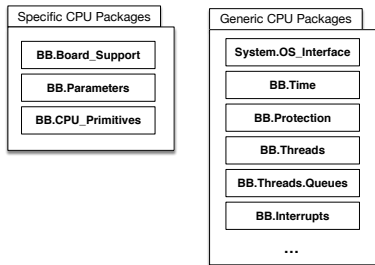 Specific CPU Packages
BB.Board_Support
BB.Parameters
BB.CPU_Primitives
Generic CPU Packages
System.OS_Interface
BB.Time
BB.Protection
BB.Threads
BB.Threads.Queues
BB.Interrupts
...